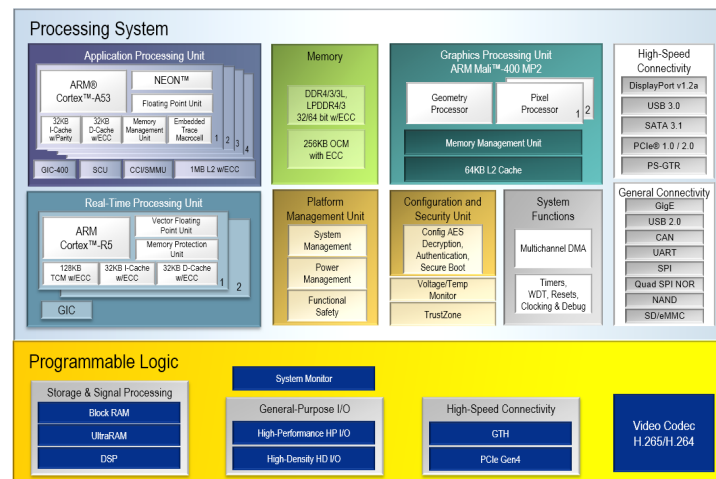 Processing System
Application Processing Unit
ARM®
Cortex™-A53
NEON™
Floating Point Unit
32KB
I-Cache
w/Parity
32KB
D-Cache
w/ECC
Memory
Management
Unit
Embedded
Trace
Macrocell
1
2
3
4
GIC-400
SCU
CCI/SMMU
1MB L2 w/ECC
Memory
DDR4/3/3L,
LPDDR4/3
32/64 bit w/ECC
256KB OCM
with ECC
Graphics Processing Unit
ARM Mali™-400 MP2
Geometry
Processor
Pixel
Processor
1
2
Memory Management Unit
64KB L2 Cache
High-Speed
Connectivity
DisplayPort v1.2a
USB 3.0
SATA 3.1
PCIe® 1.0 / 2.0
PS-GTR
Real-Time Processing Unit
ARM
Cortex™-R5
Vector Floating
Point Unit
Memory Protection
Unit
128KB
TCM w/ECC
32KB I-Cache
w/ECC
32KB D-Cache
w/ECC
1
2
GIC
Platform
Management Unit
System
Management
Power
Management
Functional
Safety
Configuration and
Security Unit
Config AES
Decryption,
Authentication,
Secure Boot
Voltage/Temp
Monitor
TrustZone
System
Functions
Multichannel DMA
Timers,
WDT, Resets,
Clocking & Debug
General Connectivity
GigE
USB 2.0
CAN
UART
SPI
Quad SPI NOR
NAND
SD/eMMC
Programmable Logic
Storage & Signal Processing
Block RAM
UltraRAM
DSP
System Monitor
General-Purpose I/O
High-Performance HP I/O
High-Density HD I/O
High-Speed Connectivity
GTH
PCIe Gen4
Video Codec
H.265/H.264